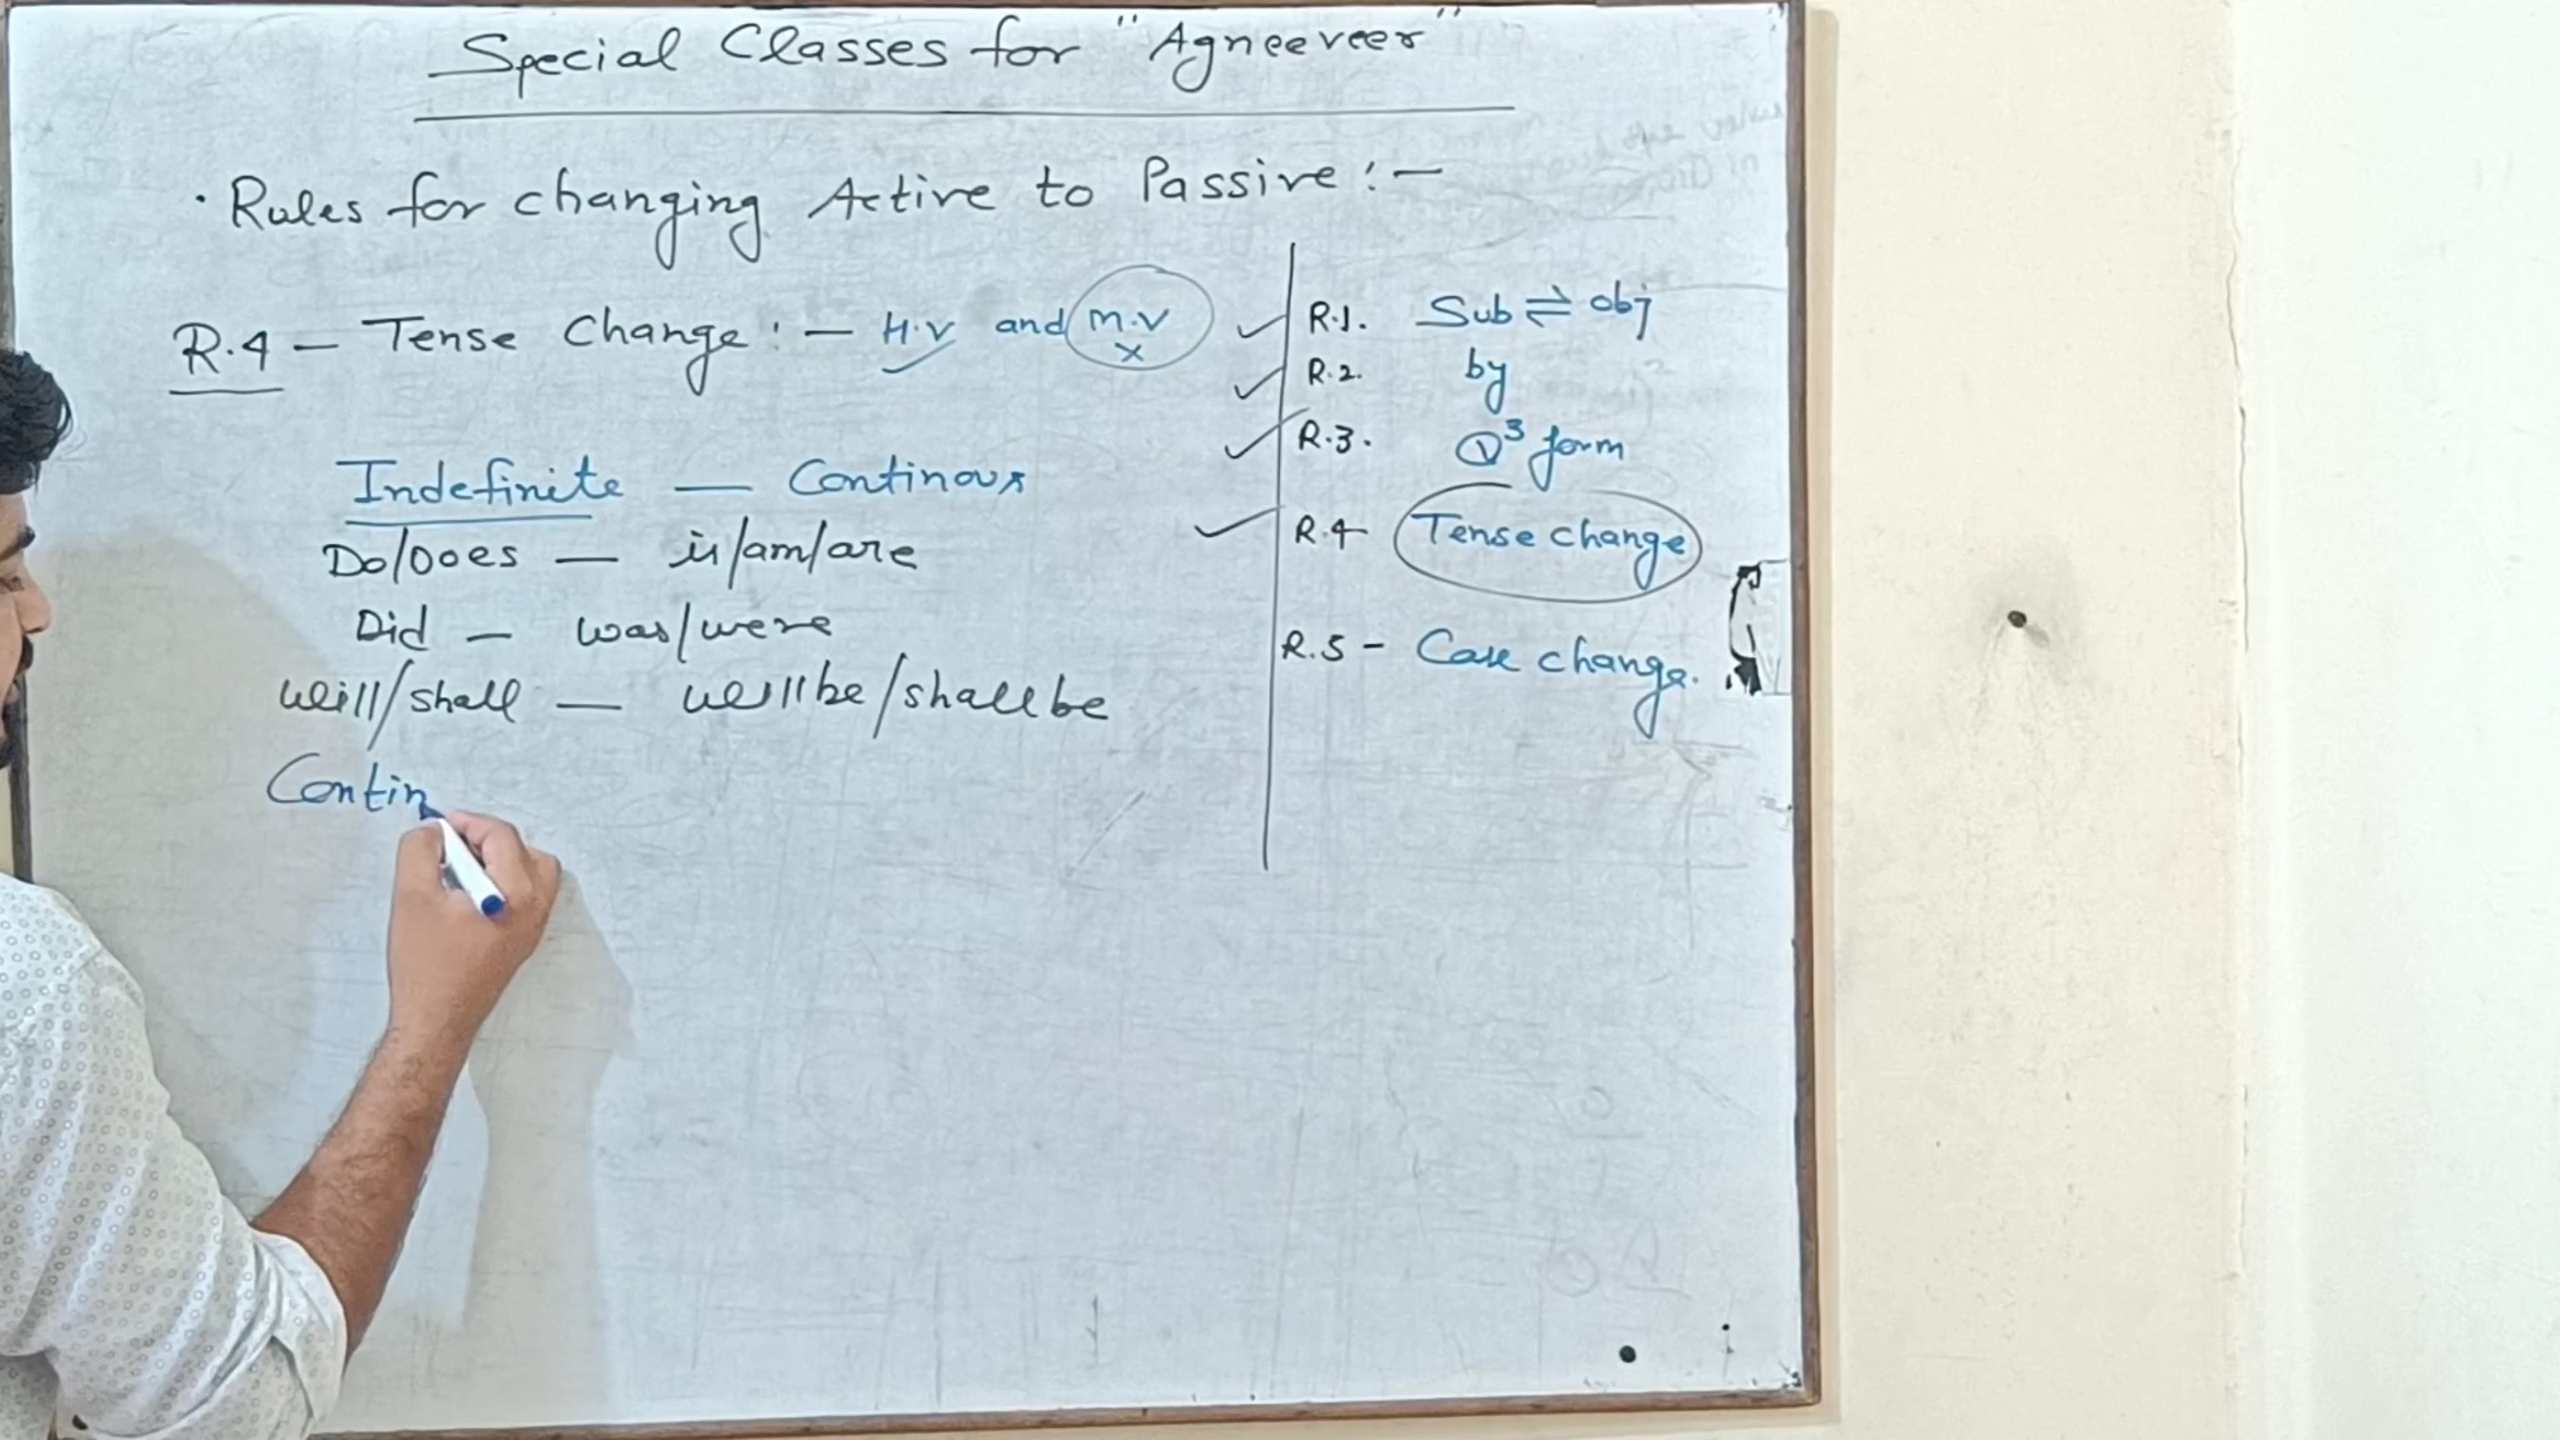 Special Classes for "Agneeveer"
· Rules for changing Active to Passive :-
R.4 - Tense Change :- H.V and M.V
x
Indefinite — Continous
Do/Does — is/am/are
Did — was/were
will/shall — will be/shall be
Contin
R.1. Sub ⇌ obj
R.2. by
R.3. V³ form
R.4 Tense change
R.5 - Case change.